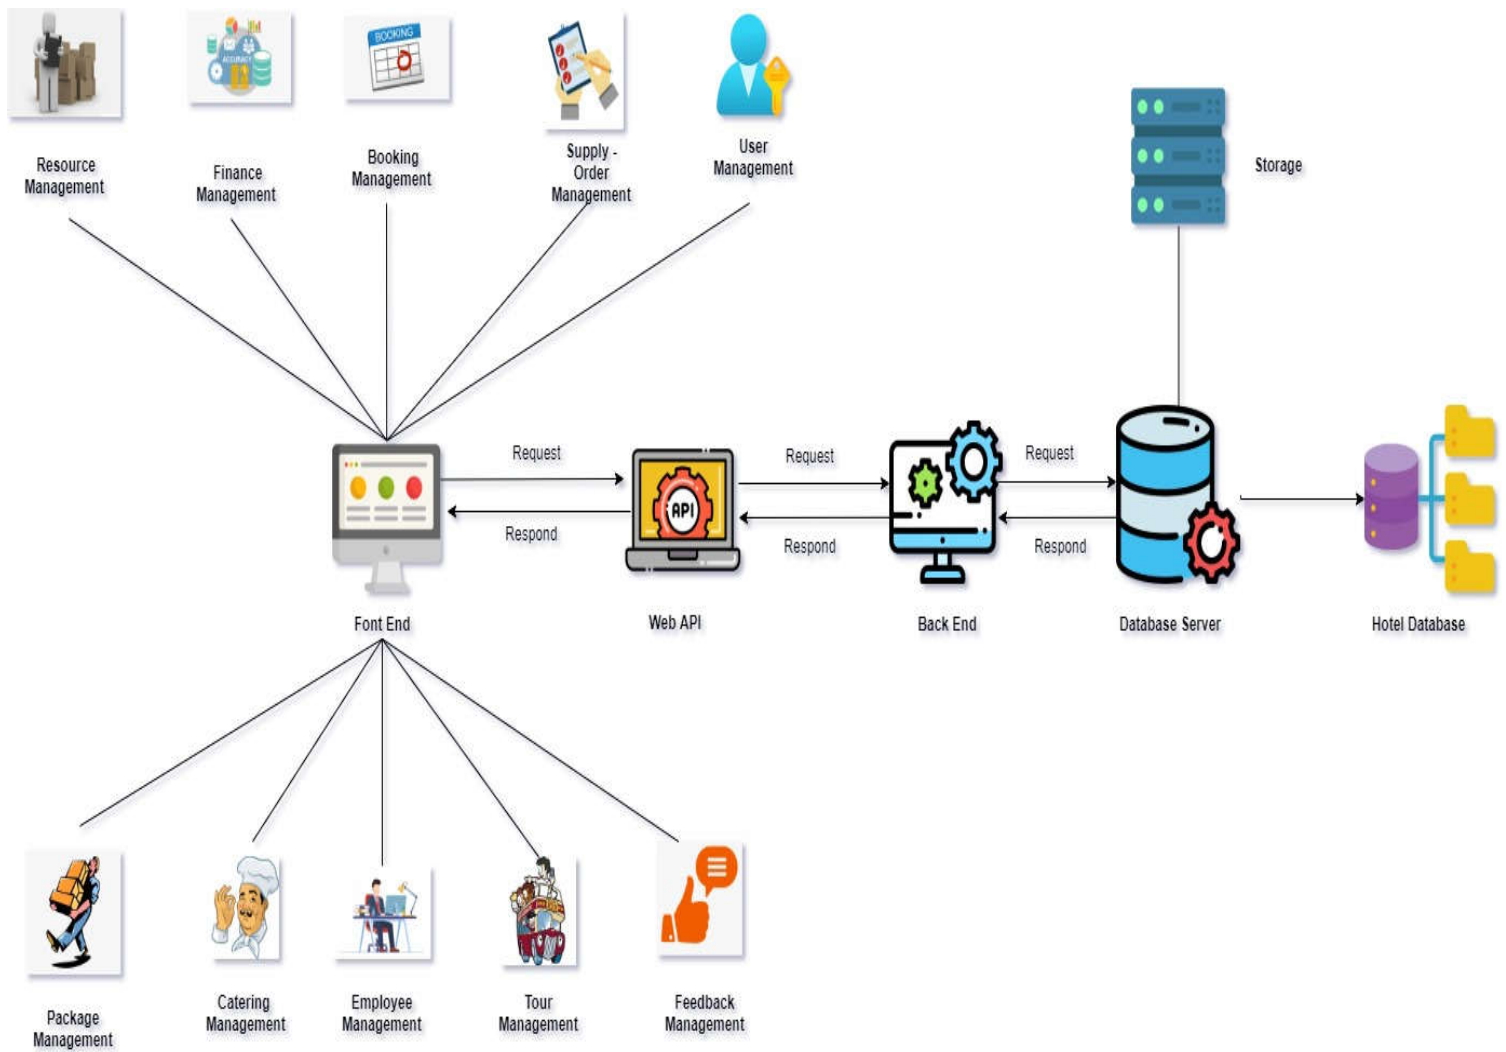 BOOKING
ACCURACY
Resource
Management
Finance
Management
Booking
Management
Supply -
Order
Management
User
Management
Storage
Request
Respond
Request
Respond
Request
Respond
API
Font End
Web API
Back End
Database Server
Hotel Database
Package
Management
Catering
Management
Employee
Management
Tour
Management
Feedback
Management